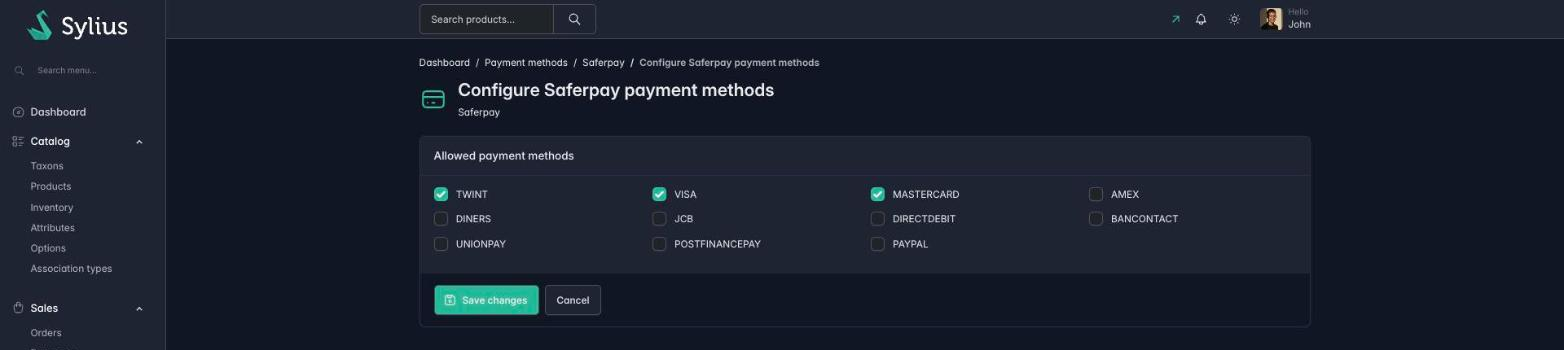 Sylius
Search menu...
Dashboard
Catalog
Taxons
Products
Inventory
Attributes
Options
Association types
Sales
Orders
Search products...
Hello
John
Dashboard / Payment methods / Saferpay / Configure Saferpay payment methods
Configure Saferpay payment methods
Saferpay
Allowed payment methods
TWINT VISA MASTERCARD AMEX
DINERS JCB DIRECTDEBIT BANCONTACT
UNIONPAY POSTFINANCEPAY PAYPAL
Save changes Cancel